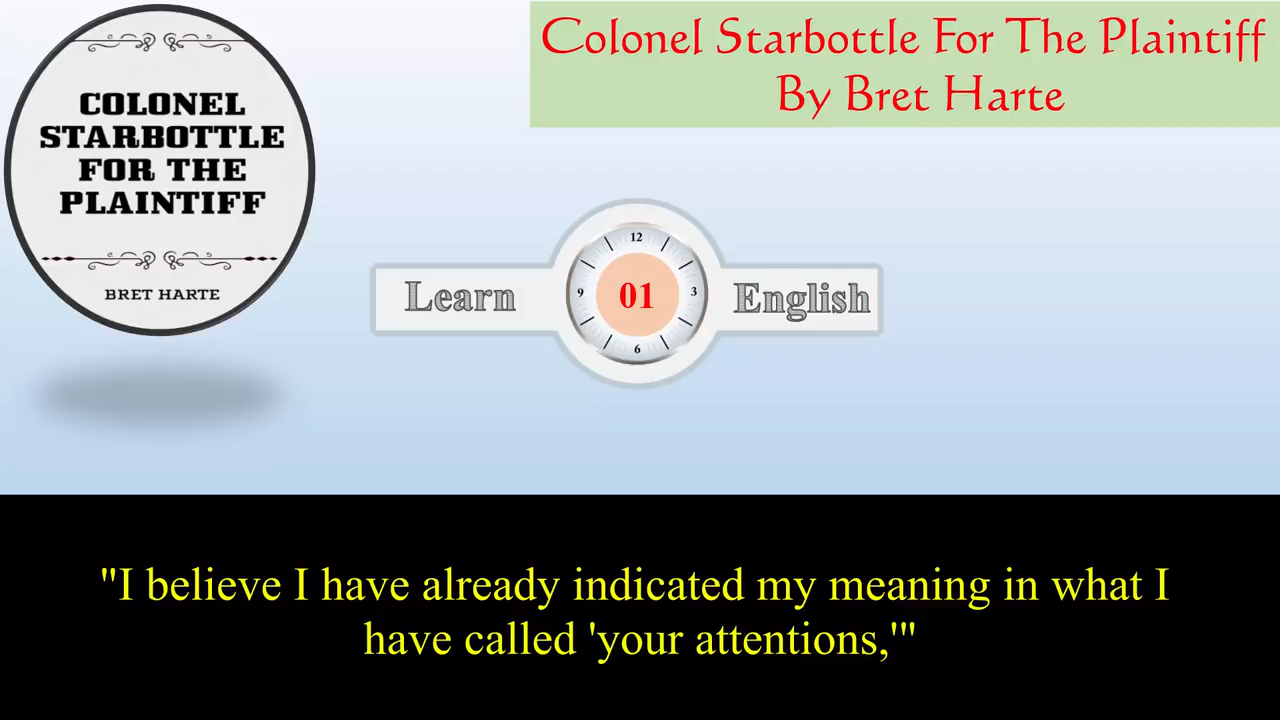 COLONEL
STARBOTTLE
FOR THE
PLAINTIFF
BRET HARTE
Colonel Starbottle For The Plaintiff
By Bret Harte
Learn
12
9
01
3
6
English
"I believe I have already indicated my meaning in what I
have called 'your attentions,'"